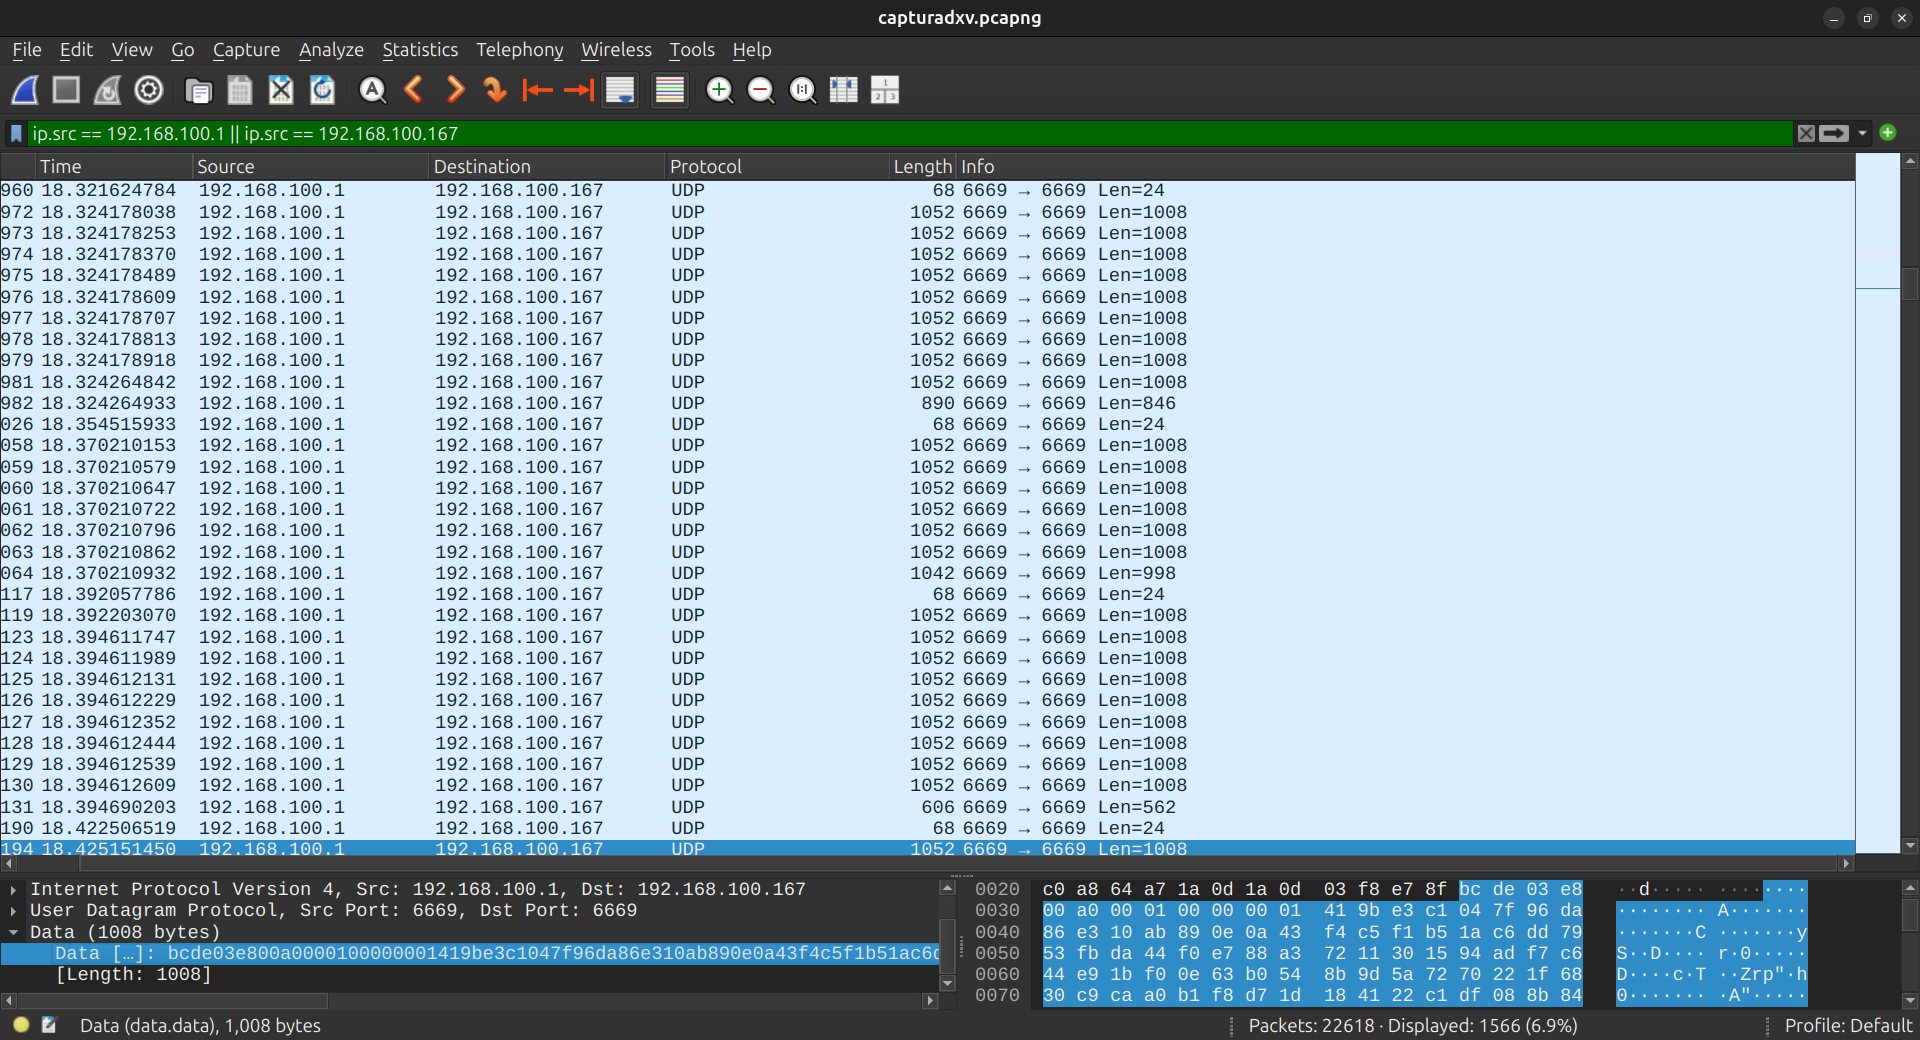 capturadxv.pcapng
File Edit View Go Capture Analyze Statistics Telephony Wireless Tools Help
ip.src == 192.168.100.1 || ip.src == 192.168.100.167
Time Source Destination Protocol Length Info
960 18.321624784 192.168.100.1 192.168.100.167 UDP 68 6669 → 6669 Len=24
972 18.324178038 192.168.100.1 192.168.100.167 UDP 1052 6669 → 6669 Len=1008
973 18.324178253 192.168.100.1 192.168.100.167 UDP 1052 6669 → 6669 Len=1008
974 18.324178370 192.168.100.1 192.168.100.167 UDP 1052 6669 → 6669 Len=1008
975 18.324178489 192.168.100.1 192.168.100.167 UDP 1052 6669 → 6669 Len=1008
976 18.324178609 192.168.100.1 192.168.100.167 UDP 1052 6669 → 6669 Len=1008
977 18.324178707 192.168.100.1 192.168.100.167 UDP 1052 6669 → 6669 Len=1008
978 18.324178813 192.168.100.1 192.168.100.167 UDP 1052 6669 → 6669 Len=1008
979 18.324178918 192.168.100.1 192.168.100.167 UDP 1052 6669 → 6669 Len=1008
981 18.324264842 192.168.100.1 192.168.100.167 UDP 1052 6669 → 6669 Len=1008
982 18.324264933 192.168.100.1 192.168.100.167 UDP 890 6669 → 6669 Len=846
026 18.354515933 192.168.100.1 192.168.100.167 UDP 68 6669 → 6669 Len=24
058 18.370210153 192.168.100.1 192.168.100.167 UDP 1052 6669 → 6669 Len=1008
059 18.370210579 192.168.100.1 192.168.100.167 UDP 1052 6669 → 6669 Len=1008
060 18.370210647 192.168.100.1 192.168.100.167 UDP 1052 6669 → 6669 Len=1008
061 18.370210722 192.168.100.1 192.168.100.167 UDP 1052 6669 → 6669 Len=1008
062 18.370210796 192.168.100.1 192.168.100.167 UDP 1052 6669 → 6669 Len=1008
063 18.370210862 192.168.100.1 192.168.100.167 UDP 1052 6669 → 6669 Len=1008
064 18.370210932 192.168.100.1 192.168.100.167 UDP 1042 6669 → 6669 Len=998
117 18.392057786 192.168.100.1 192.168.100.167 UDP 68 6669 → 6669 Len=24
119 18.392203070 192.168.100.1 192.168.100.167 UDP 1052 6669 → 6669 Len=1008
123 18.394611747 192.168.100.1 192.168.100.167 UDP 1052 6669 → 6669 Len=1008
124 18.394611989 192.168.100.1 192.168.100.167 UDP 1052 6669 → 6669 Len=1008
125 18.394612131 192.168.100.1 192.168.100.167 UDP 1052 6669 → 6669 Len=1008
126 18.394612229 192.168.100.1 192.168.100.167 UDP 1052 6669 → 6669 Len=1008
127 18.394612352 192.168.100.1 192.168.100.167 UDP 1052 6669 → 6669 Len=1008
128 18.394612444 192.168.100.1 192.168.100.167 UDP 1052 6669 → 6669 Len=1008
129 18.394612539 192.168.100.1 192.168.100.167 UDP 1052 6669 → 6669 Len=1008
130 18.394612609 192.168.100.1 192.168.100.167 UDP 1052 6669 → 6669 Len=1008
131 18.394690203 192.168.100.1 192.168.100.167 UDP 606 6669 → 6669 Len=562
190 18.422506519 192.168.100.1 192.168.100.167 UDP 68 6669 → 6669 Len=24
194 18.425151450 192.168.100.1 192.168.100.167 UDP 1052 6669 → 6669 Len=1008
Internet Protocol Version 4, Src: 192.168.100.1, Dst: 192.168.100.167
User Datagram Protocol, Src Port: 6669, Dst Port: 6669
Data (1008 bytes)
Data […]: bcde03e800a0000100000001419be3c1047f96da86e310ab890e0a43f4c5f1b51ac6d
[Length: 1008]
0020 c0 a8 64 a7 1a 0d 1a 0d 03 f8 e7 8f bc de 03 e8 ··d····· ········
0030 00 a0 00 01 00 00 00 01 41 9b e3 c1 04 7f 96 da ········ A·······
0040 86 e3 10 ab 89 0e 0a 43 f4 c5 f1 b5 1a c6 dd 79 ·······C ·······y
0050 53 fb da 44 f0 e7 88 a3 72 11 30 15 94 ad f7 c6 S··D···· r·0·····
0060 44 e9 1b f0 0e 63 b0 54 8b 9d 5a 72 70 22 1f 68 D····c·T ··Zrp"·h
0070 30 c9 ca a0 b1 f8 d7 1d 18 41 22 c1 df 08 8b 84 0······· ·A"·····
Data (data.data), 1,008 bytes
Packets: 22618 · Displayed: 1566 (6.9%)
Profile: Default